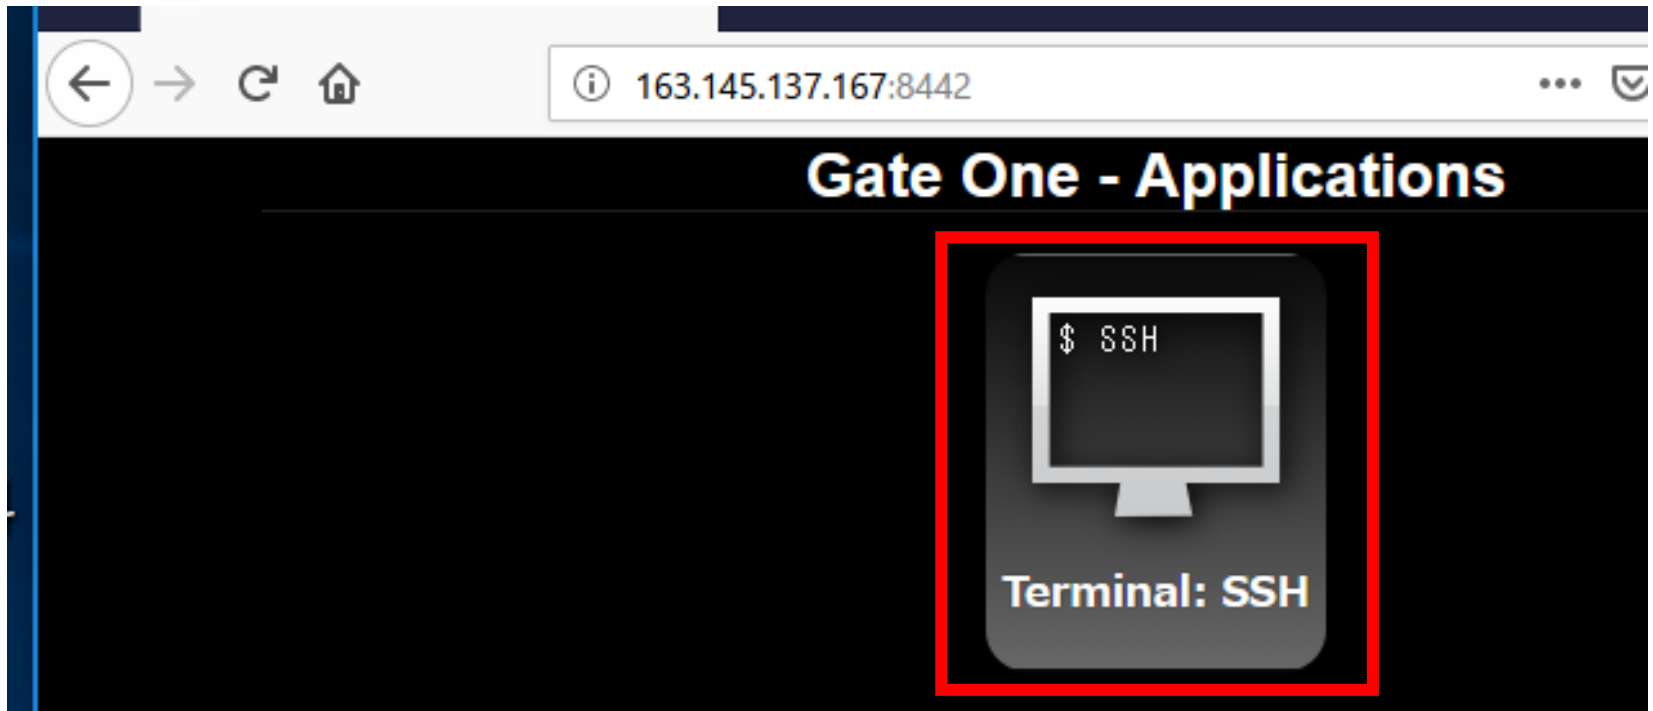 163.145.137.167:8442
Gate One - Applications
$ SSH
Terminal: SSH